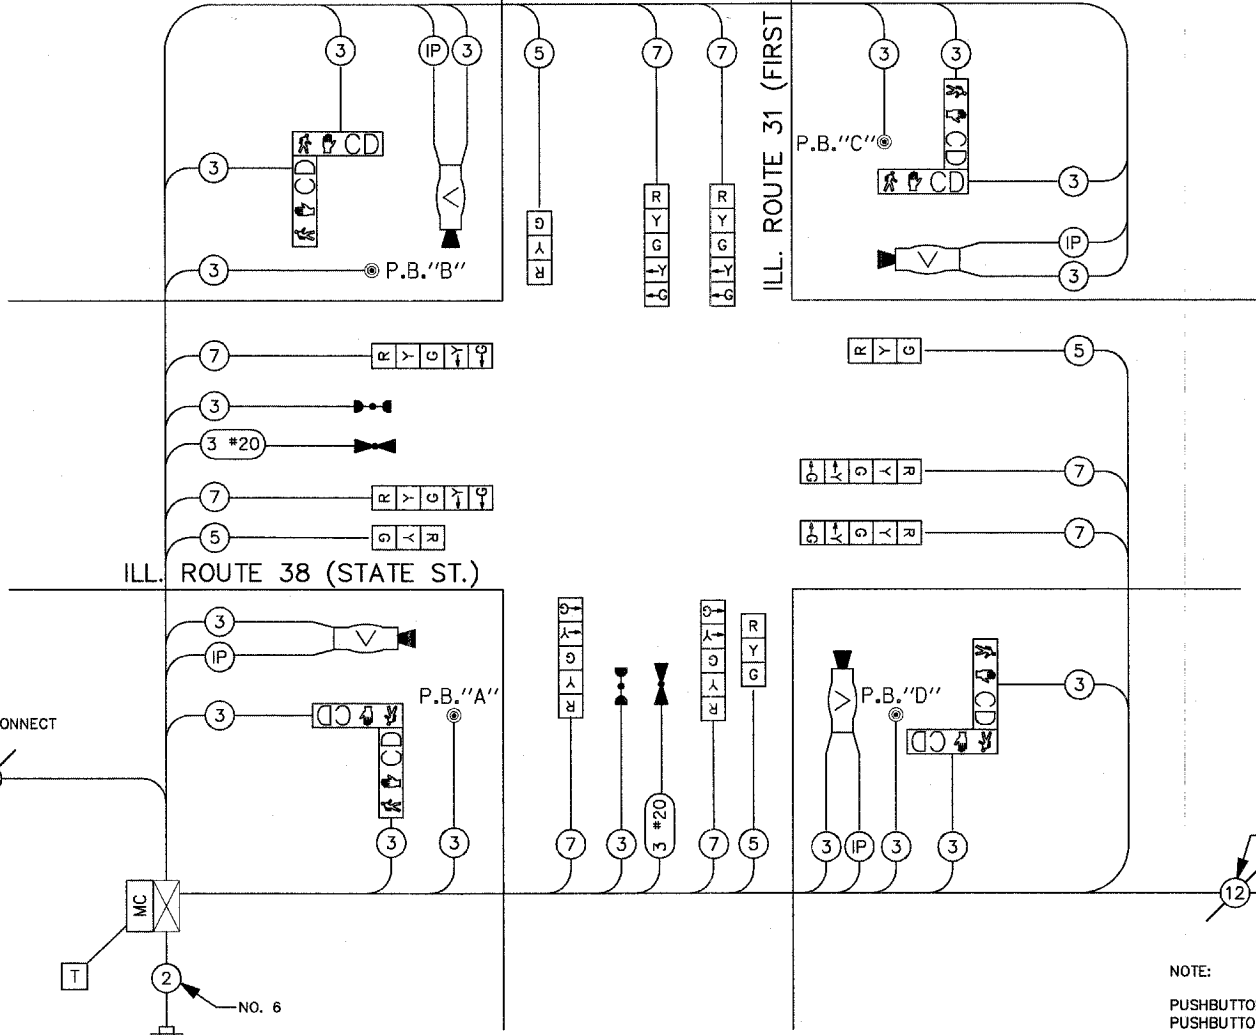 3
IP
3
5
7
7
ILL. ROUTE 31 (FIRST
3
3
CD
3
CD
P.B."B"
3
R Y G Y G
R Y G Y G
G Y R
P.B."C"
CD
CD
3
IP
3
7
R Y G Y G
3
3 #20
7
R Y G Y G
5
G Y R
R Y G
5
G Y G Y R
7
G Y G Y R
7
ILL. ROUTE 38 (STATE ST.)
3
IP
3
CD
CD
P.B."A"
3
3
G Y G Y R
7
3
3 #20
G Y G Y R
7
R Y G
5
P.B."D"
3
IP
3
3
CD
CD
3
ONNECT
MC
T
2
NO. 6
12
NOTE:
PUSHBUTTO
PUSHBUTTO